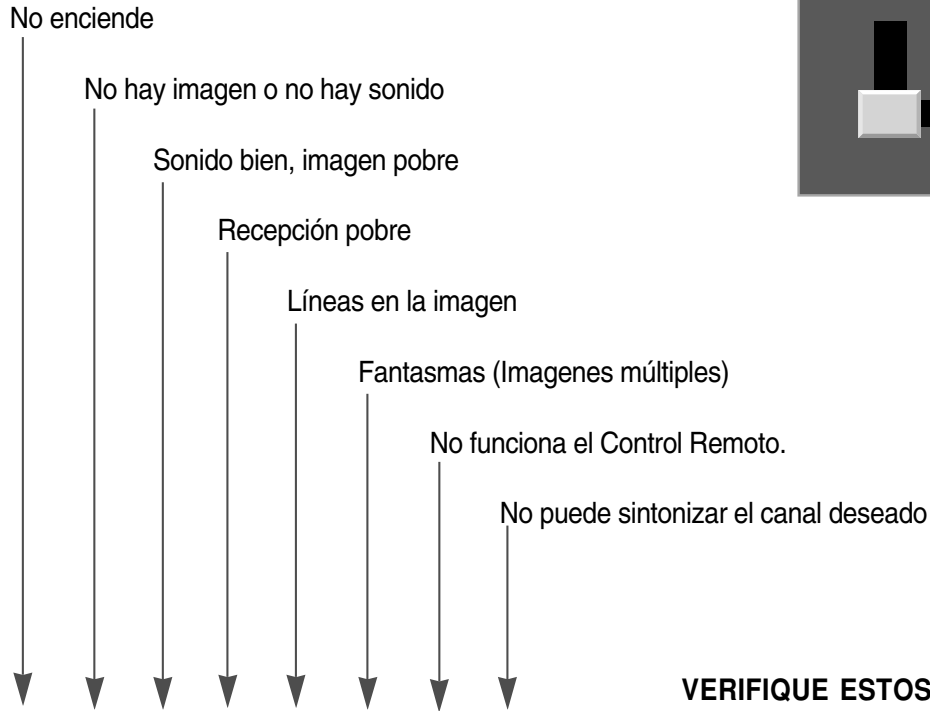 No enciende
No hay imagen o no hay sonido
Sonido bien, imagen pobre
Recepción pobre
Líneas en la imagen
Fantasmas (Imagenes múltiples)
No funciona el Control Remoto.
No puede sintonizar el canal deseado
VERIFIQUE ESTOS